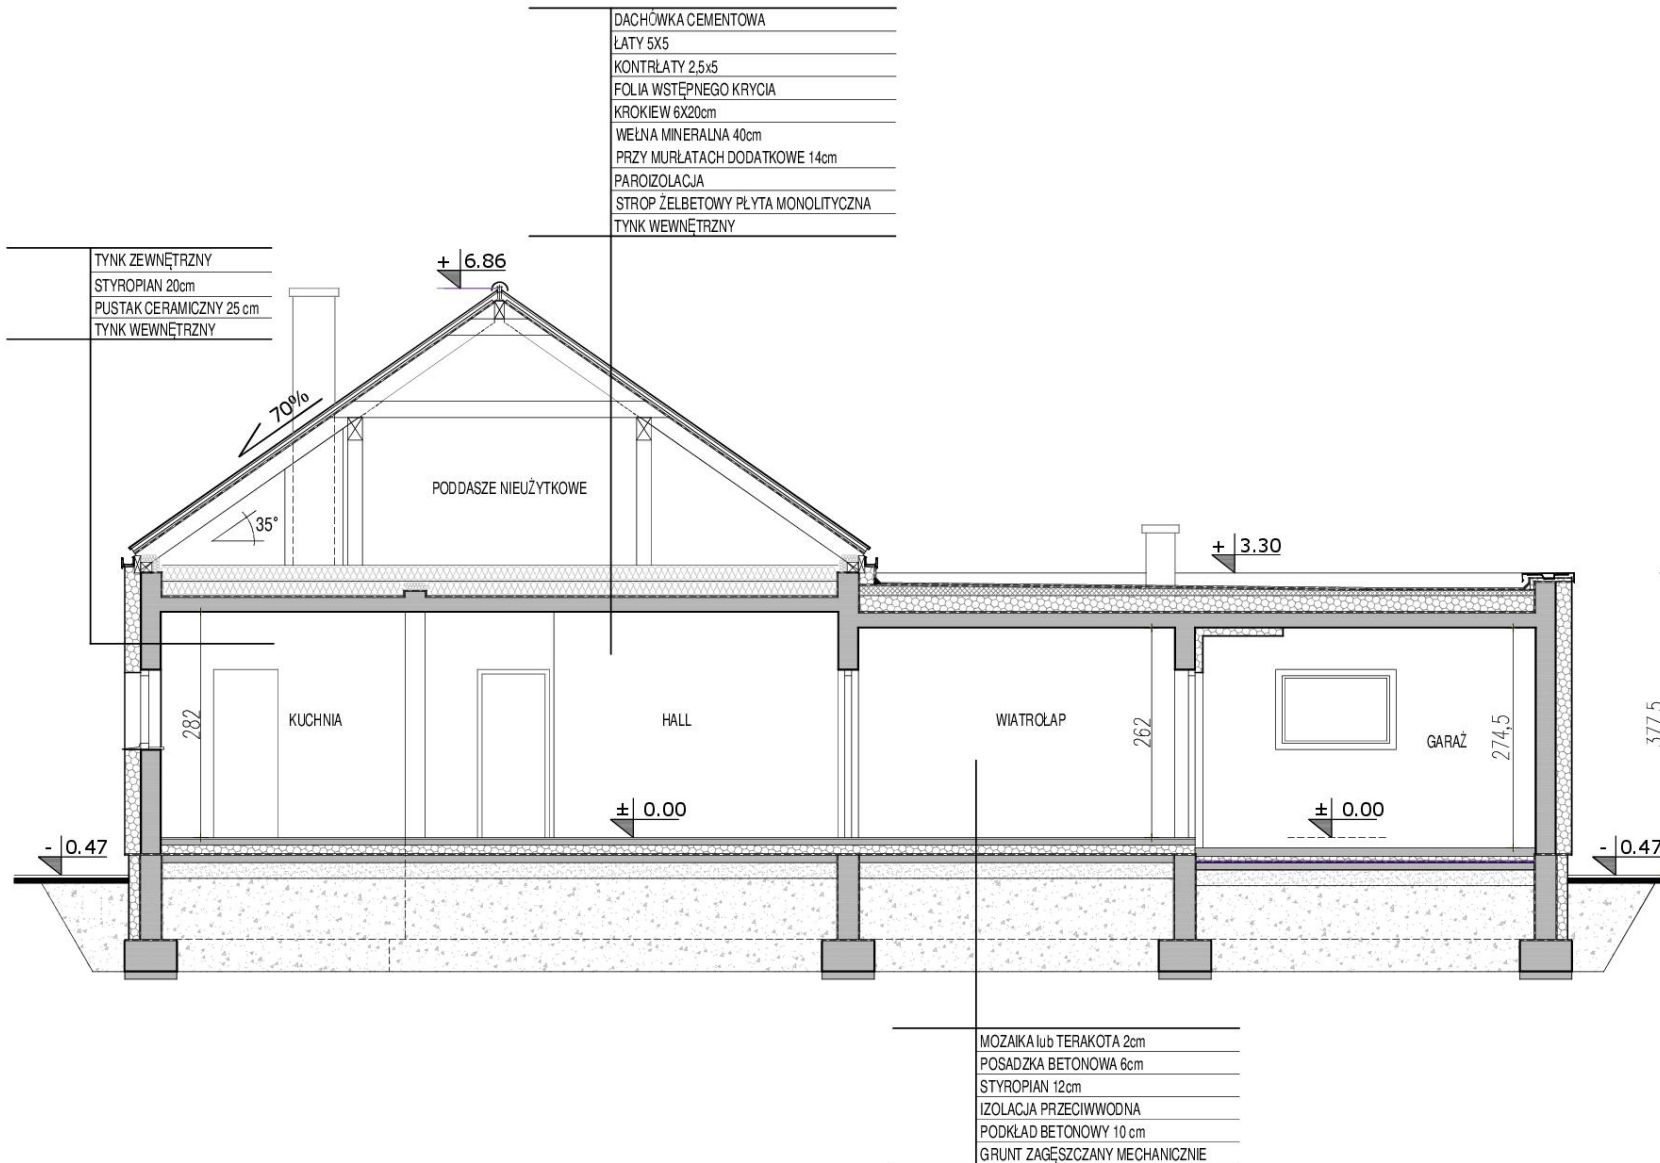 DACHÓWKA CEMENTOWA
ŁATY 5X5
KONTRŁATY 2,5x5
FOLIA WSTĘPNEGO KRYCIA
KROKIEW 6X20cm
WEŁNA MINERALNA 40cm
PRZY MURŁATACH DODATKOWE 14cm
PAROIZOLACJA
STROP ŻELBETOWY PŁYTA MONOLITYCZNA
TYNK WEWNĘTRZNY
TYNK ZEWNĘTRZNY
STYROPIAN 20cm
PUSTAK CERAMICZNY 25 cm
TYNK WEWNĘTRZNY
+ 6.86
70%
PODDASZE NIEUŻYTKOWE
35°
+ 3.30
282
KUCHNIA
HALL
WIATROŁAP
262
GARAŻ
274,5
377,5
± 0.00
± 0.00
- 0.47
- 0.47
MOZAIKA lub TERAKOTA 2cm
POSADZKA BETONOWA 6cm
STYROPIAN 12cm
IZOLACJA PRZECIWWODNA
PODKŁAD BETONOWY 10 cm
GRUNT ZAGĘSZCZANY MECHANICZNIE